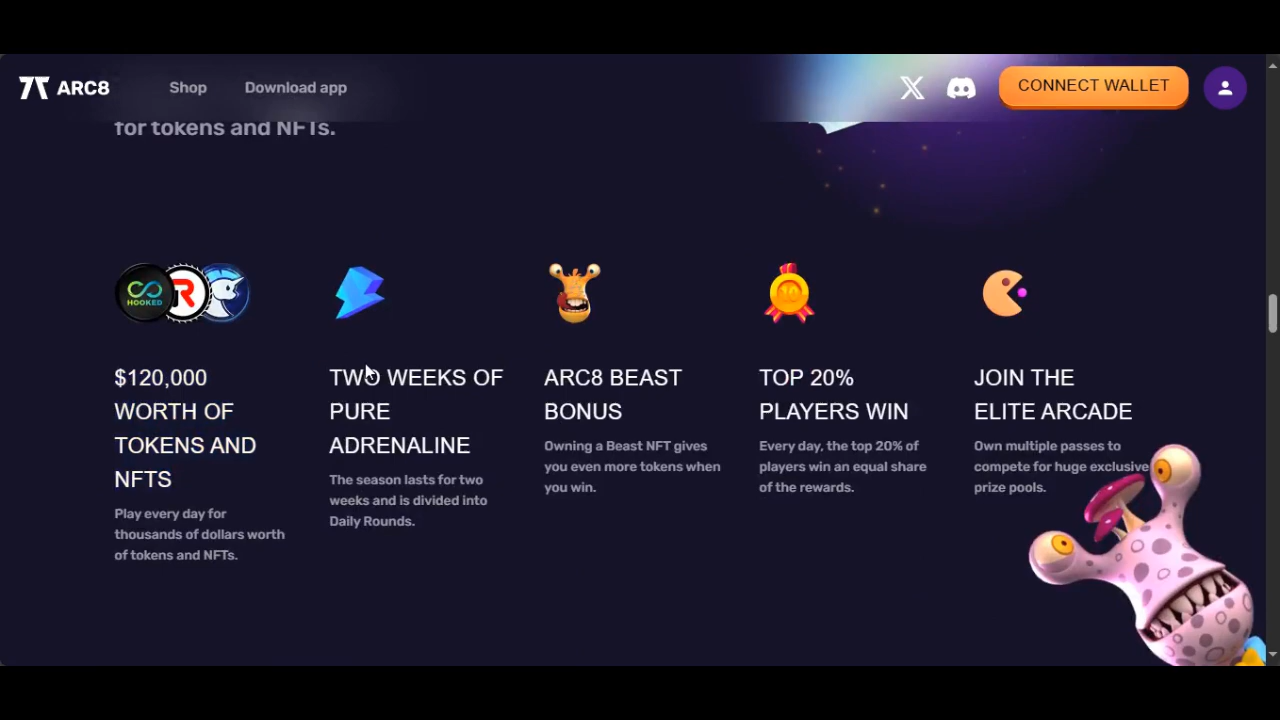 ARC8
Shop
Download app
CONNECT WALLET
for tokens and NFTs.
HOOKED
R
10
$120,000
WORTH OF
TOKENS AND
NFTS
Play every day for
thousands of dollars worth
of tokens and NFTs.
TWO WEEKS OF
PURE
ADRENALINE
The season lasts for two
weeks and is divided into
Daily Rounds.
ARC8 BEAST
BONUS
Owning a Beast NFT gives
you even more tokens when
you win.
TOP 20%
PLAYERS WIN
Every day, the top 20% of
players win an equal share
of the rewards.
JOIN THE
ELITE ARCADE
Own multiple passes to
compete for huge exclusive
prize pools.